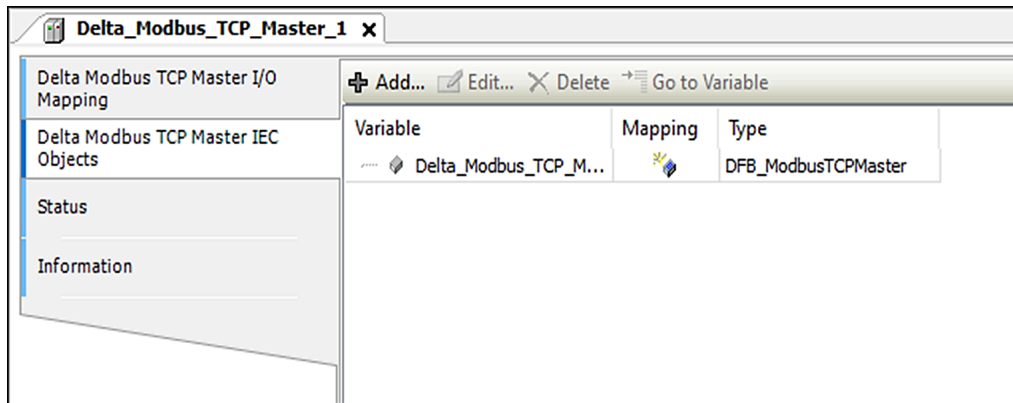 Delta_Modbus_TCP_Master_1
Delta Modbus TCP Master I/O
Mapping
Delta Modbus TCP Master IEC
Objects
Status
Information
Add... Edit... Delete Go to Variable
Variable Mapping Type
Delta_Modbus_TCP_M... DFB_ModbusTCPMaster